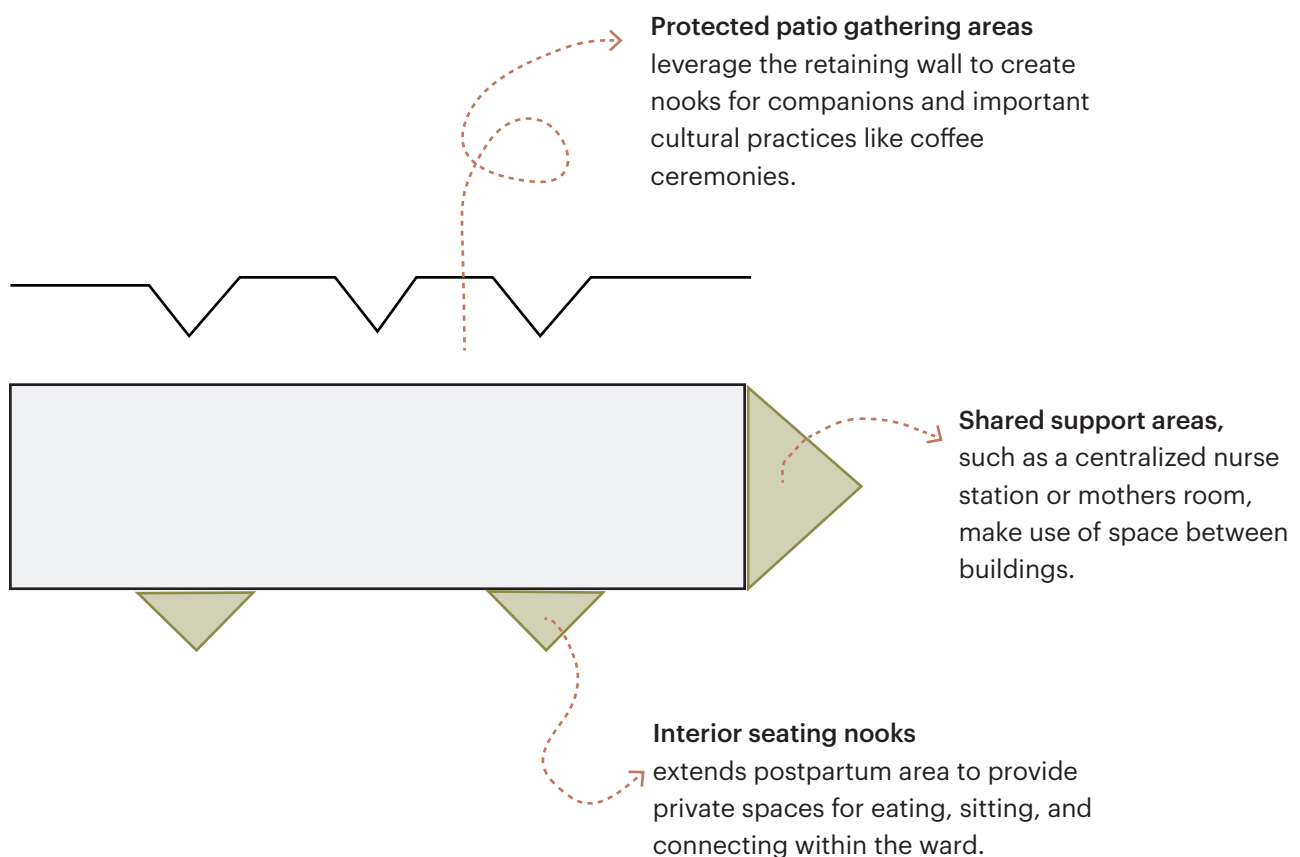 Protected patio gathering areas
leverage the retaining wall to create
nooks for companions and important
cultural practices like coffee
ceremonies.
Shared support areas,
such as a centralized nurse
station or mothers room,
make use of space between
buildings.
Interior seating nooks
extends postpartum area to provide
private spaces for eating, sitting, and
connecting within the ward.